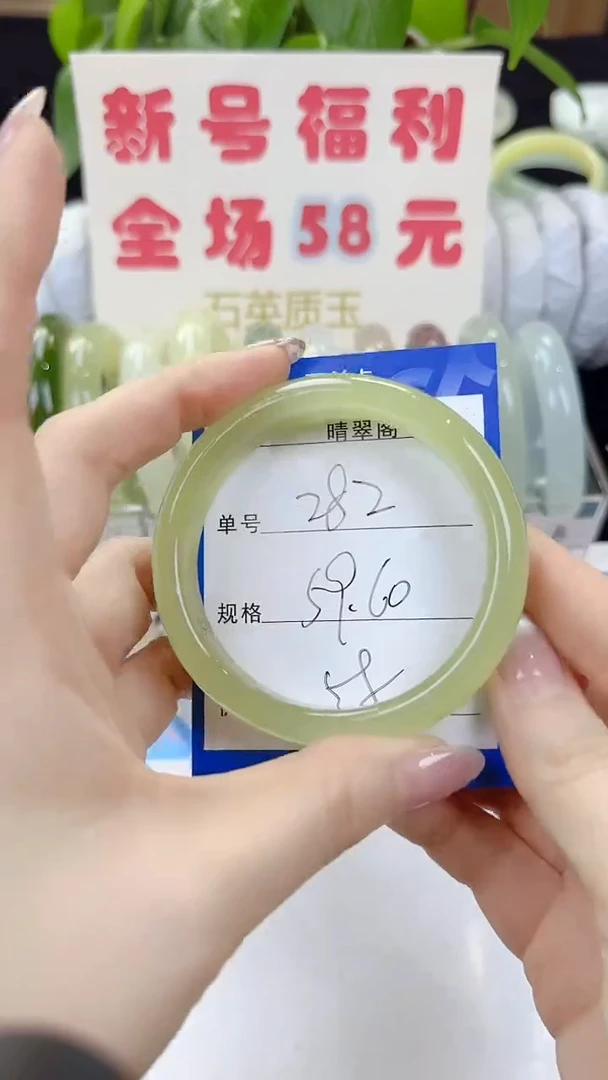 新号福利
全场58元
石英质玉
晴翠阁
单号 282
规格 59.60
58